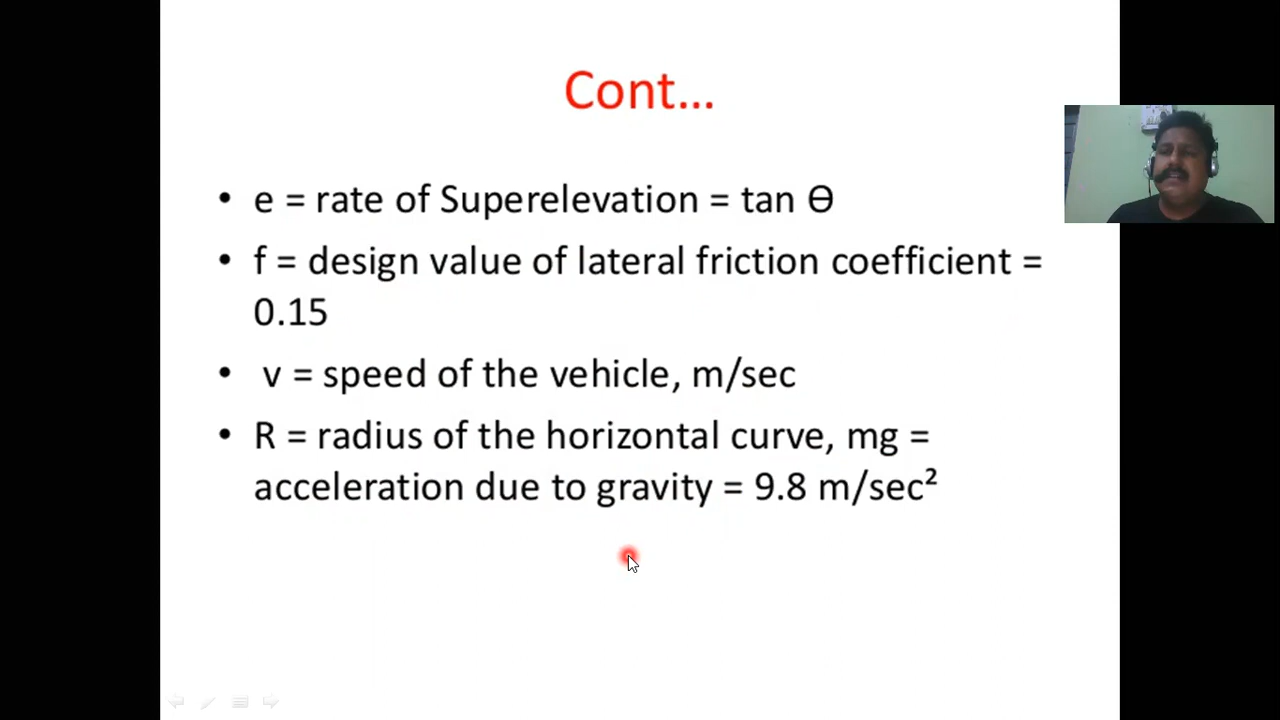 Cont...
• e = rate of Superelevation = tan Ɵ
• f = design value of lateral friction coefficient =
0.15
• v = speed of the vehicle, m/sec
• R = radius of the horizontal curve, mg =
acceleration due to gravity = 9.8 m/sec²